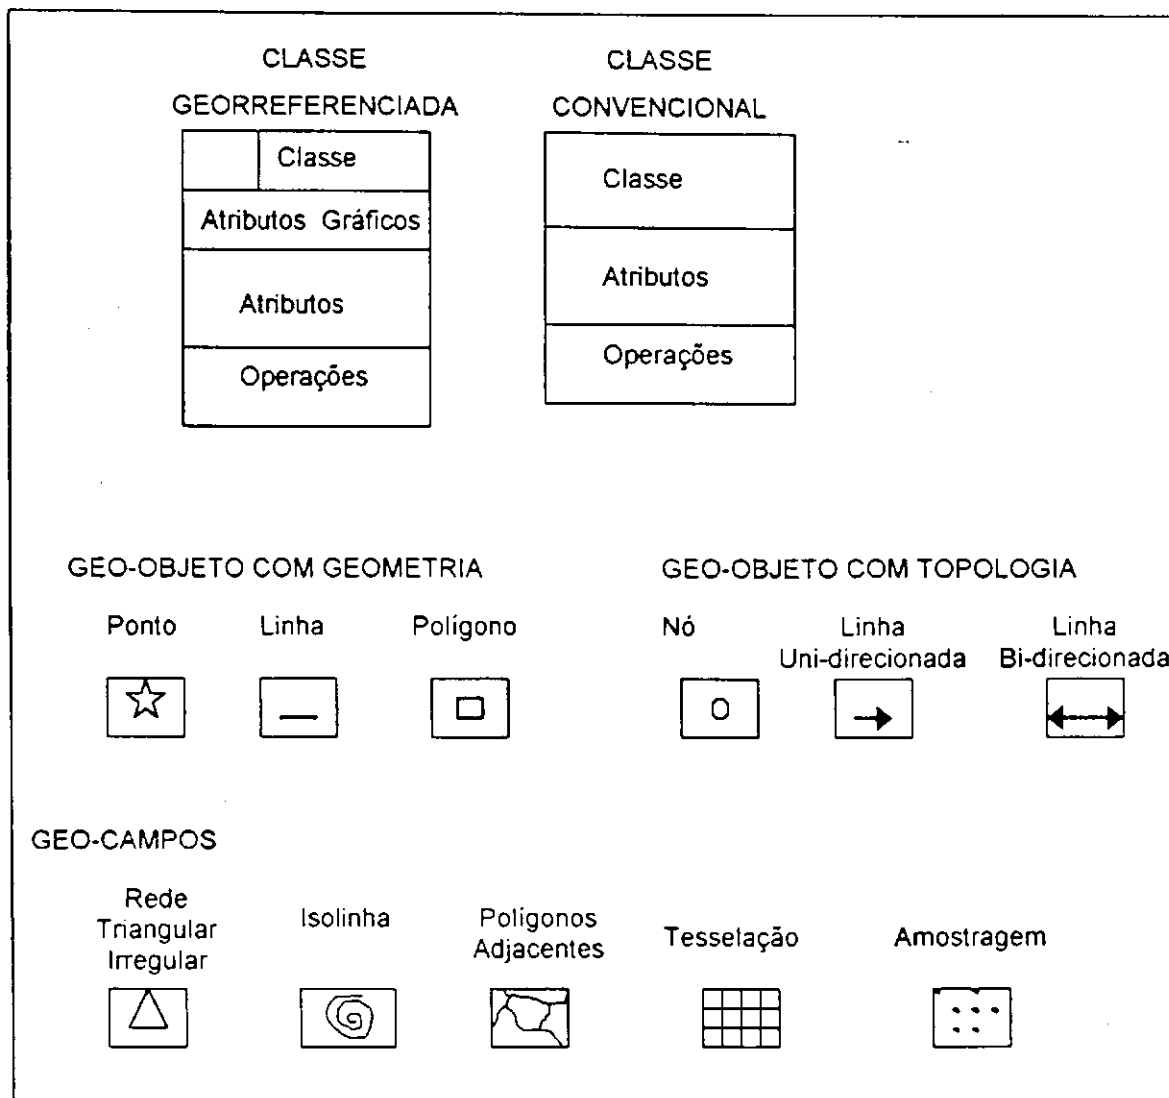 CLASSE
GEORREFERENCIADA
Classe
Atributos Gráficos
Atributos
Operações
CLASSE
CONVENCIONAL
Classe
Atributos
Operações
GEO-OBJETO COM GEOMETRIA
Ponto
Linha
Polígono
GEO-OBJETO COM TOPOLOGIA
Nó
Linha
Uni-direcionada
Linha
Bi-direcionada
GEO-CAMPOS
Rede
Triangular
Irregular
Isolinha
Polígonos
Adjacentes
Tesselação
Amostragem